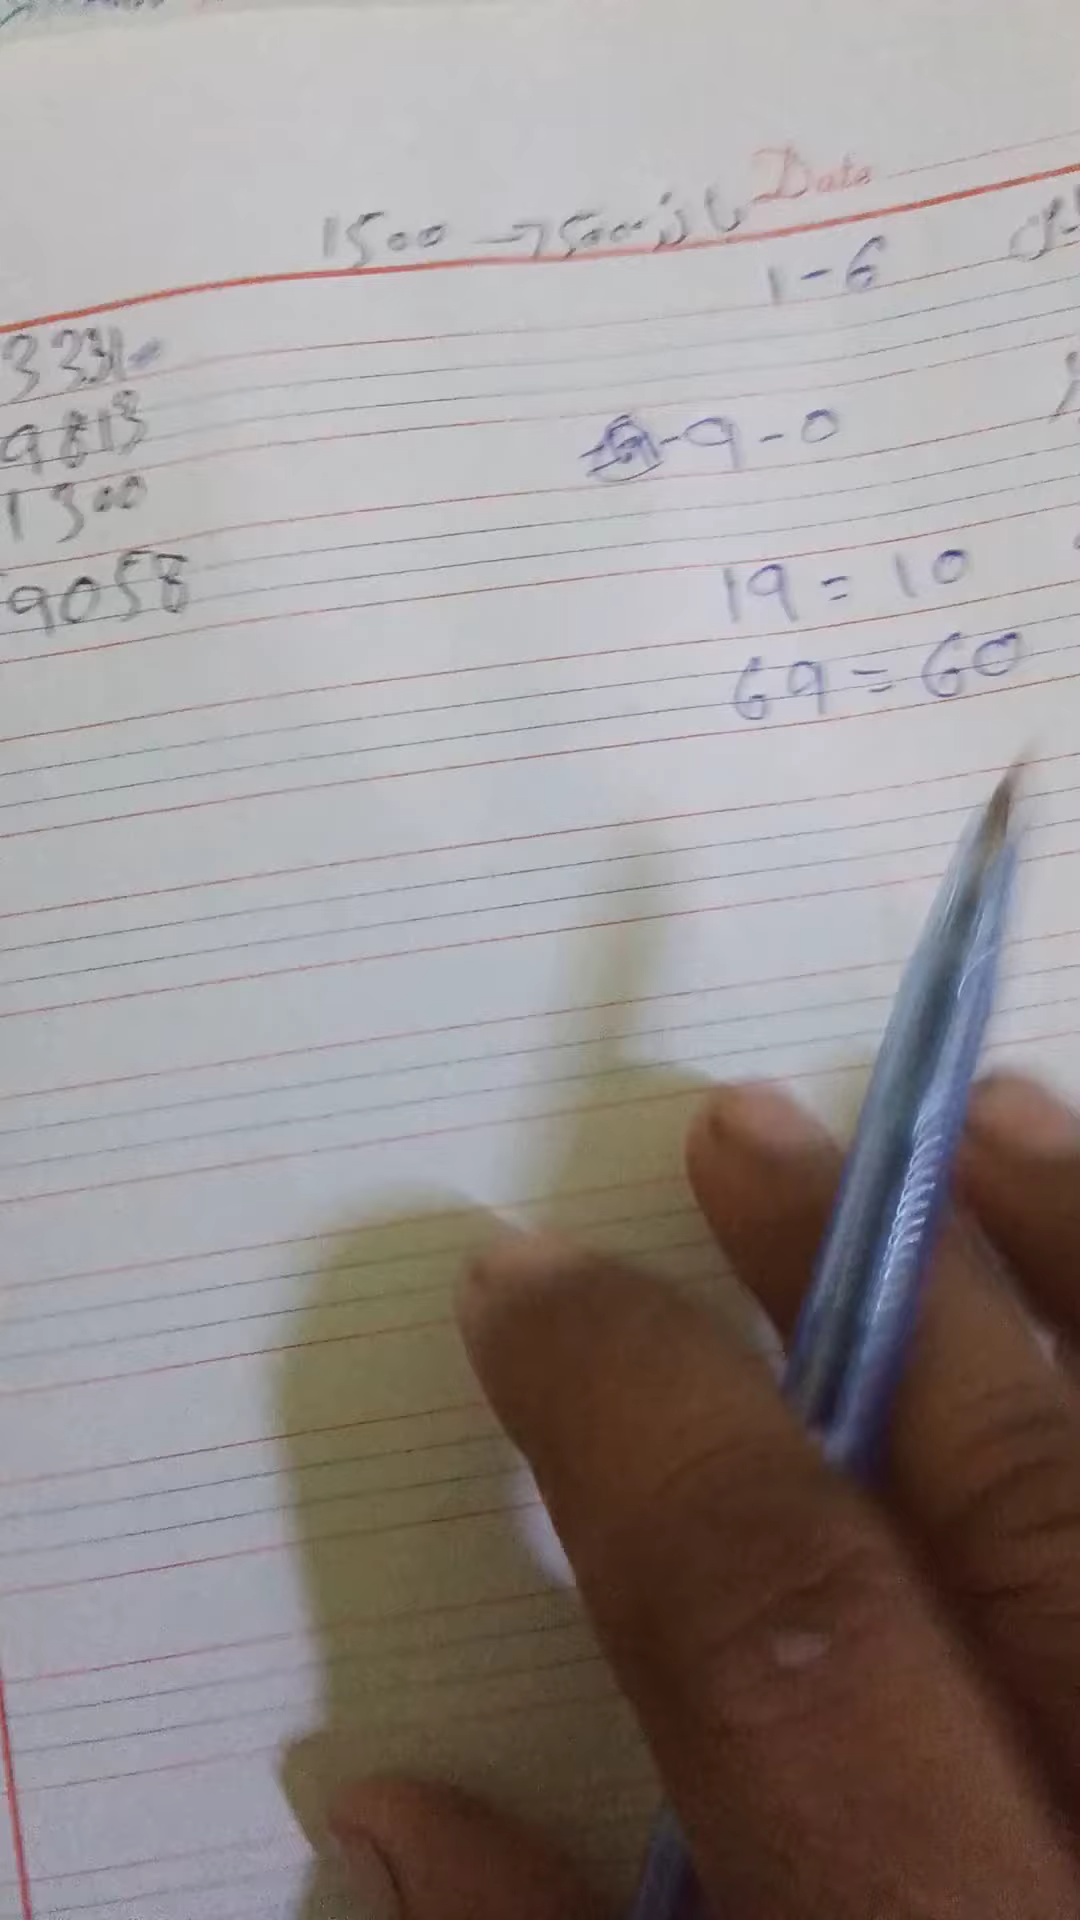 Date
1500 → 7500
1-6
3331
9813
1300
9-0
9058
19 = 10
69 = 60